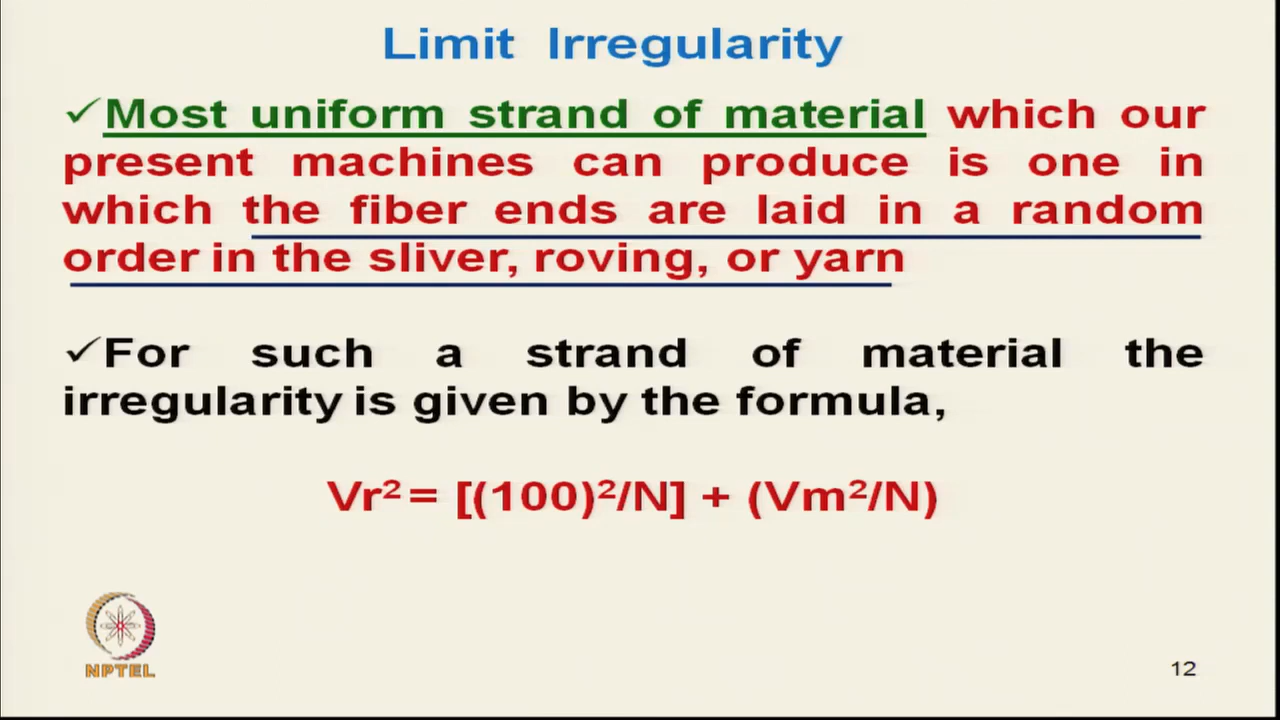 Limit Irregularity
✓Most uniform strand of material which our
present machines can produce is one in
which the fiber ends are laid in a random
order in the sliver, roving, or yarn
✓For such a strand of material the
irregularity is given by the formula,
Vr² = [(100)²/N] + (Vm²/N)
NPTEL
12